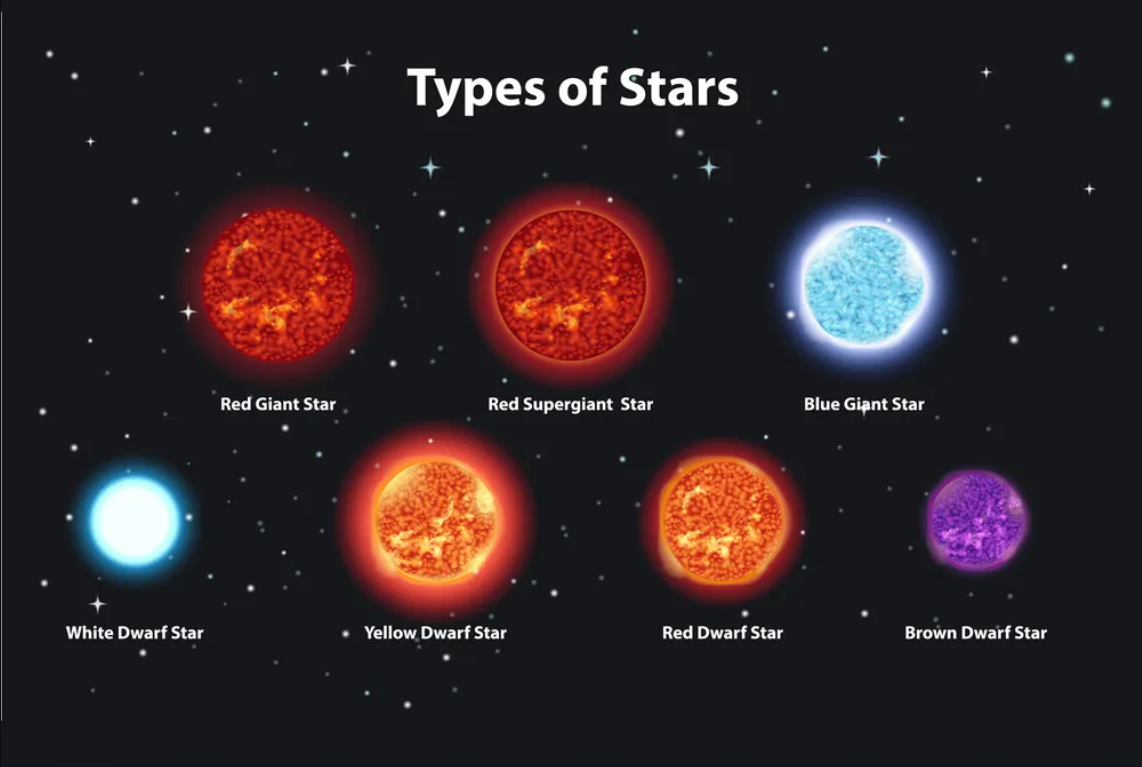 Types of Stars
Red Giant Star
Red Supergiant Star
Blue Giant Star
White Dwarf Star
Yellow Dwarf Star
Red Dwarf Star
Brown Dwarf Star